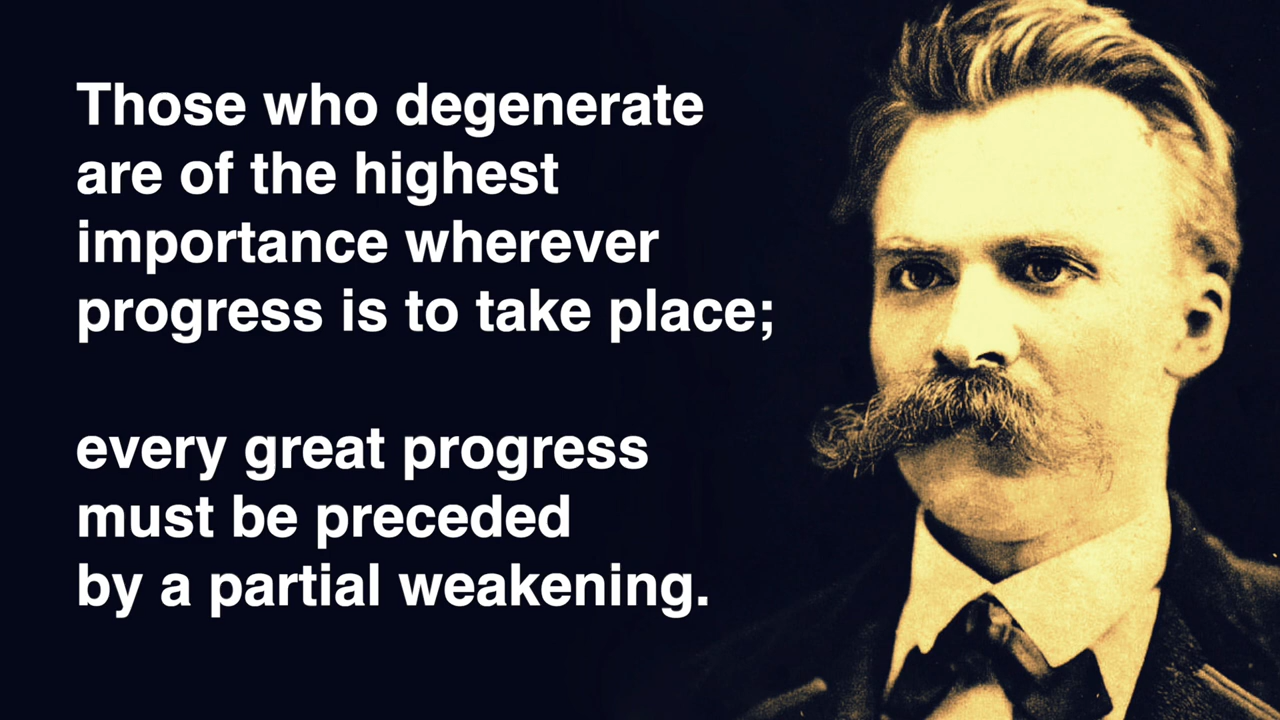 Those who degenerate
are of the highest
importance wherever
progress is to take place;
every great progress
must be preceded
by a partial weakening.